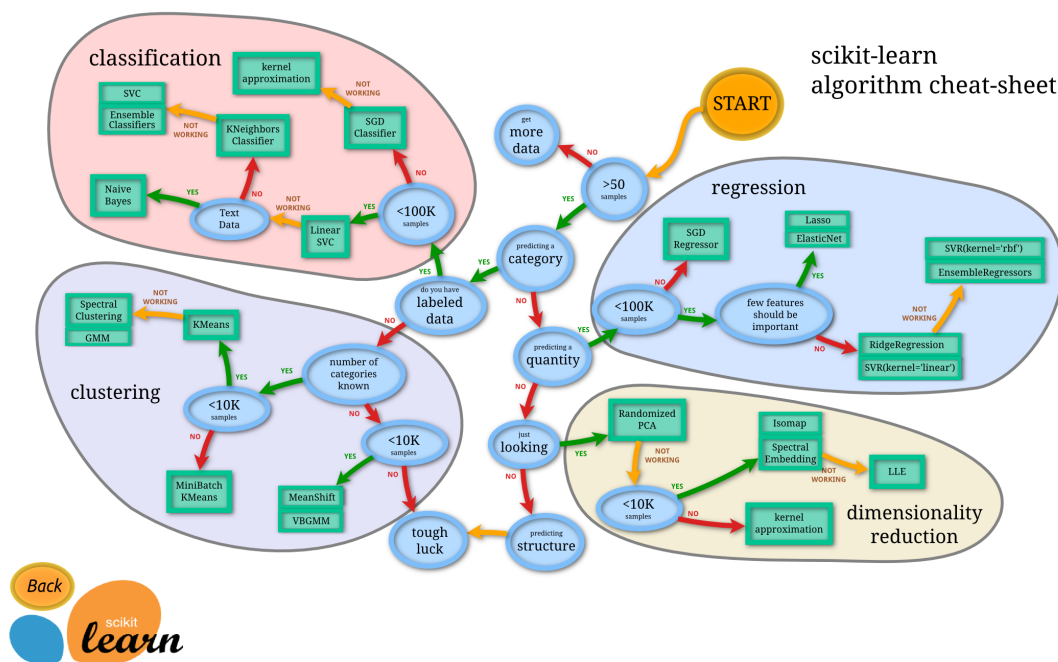 scikit-learn
algorithm cheat-sheet
START
classification
kernel
approximation
NOT
WORKING
SVC
Ensemble
Classifiers
NOT
WORKING
KNeighbors
Classifier
SGD
Classifier
NO
Naive
Bayes
YES
Text
Data
NO
NOT
WORKING
Linear
SVC
YES
<100K
samples
YES
get
more
data
NO
>50
samples
YES
predicting a
category
YES
NO
do you have
labeled
data
NO
predicting a
quantity
YES
NO
just
looking
YES
NO
predicting
structure
tough
luck
regression
SGD
Regressor
NO
<100K
samples
YES
few features
should be
important
YES
NO
Lasso
ElasticNet
SVR(kernel='rbf')
EnsembleRegressors
NOT
WORKING
RidgeRegression
SVR(kernel='linear')
clustering
Spectral
Clustering
GMM
NOT
WORKING
KMeans
YES
<10K
samples
NO
MiniBatch
KMeans
YES
number of
categories
known
NO
<10K
samples
YES
NO
MeanShift
VBGMM
dimensionality
reduction
Randomized
PCA
NOT
WORKING
<10K
samples
YES
NO
Isomap
Spectral
Embedding
NOT
WORKING
LLE
kernel
approximation
Back
scikit
learn